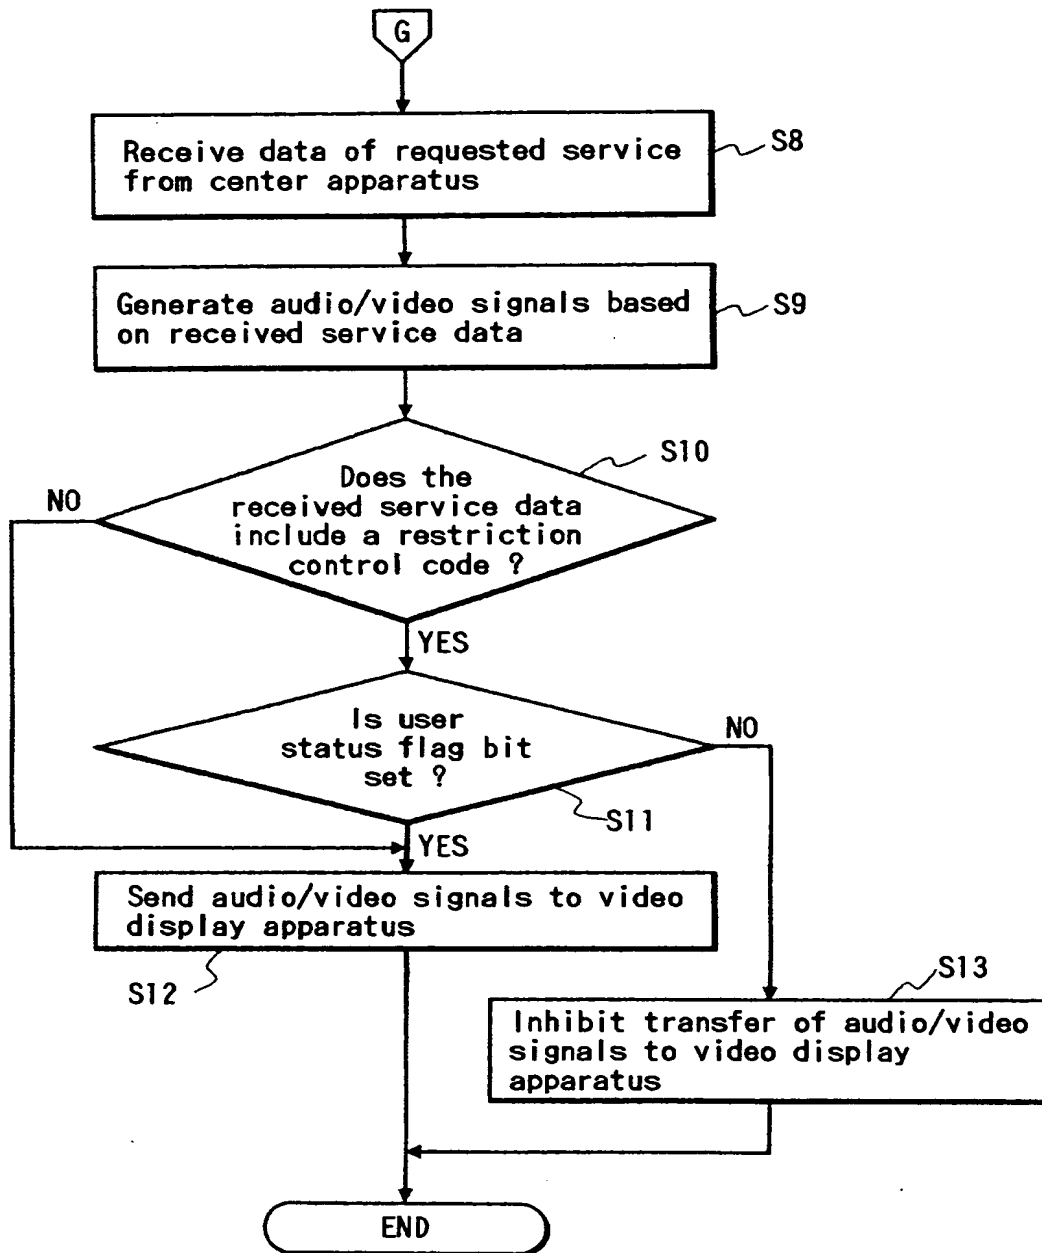 G
Receive data of requested service
from center apparatus
S8
Generate audio/video signals based
on received service data
S9
Does the
received service data
include a restriction
control code ?
S10
NO
YES
Is user
status flag bit
set ?
NO
S11
YES
Send audio/video signals to video
display apparatus
S12
S13
Inhibit transfer of audio/video
signals to video display
apparatus
END